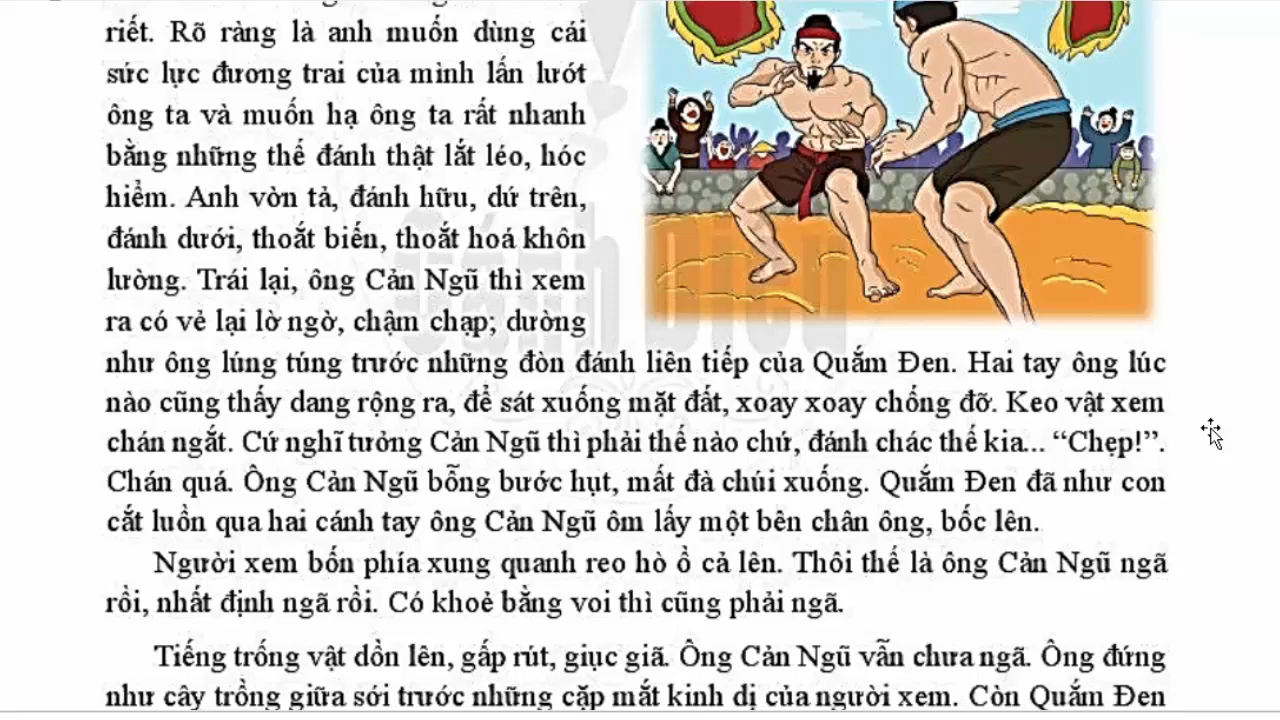 riết. Rõ ràng là anh muốn dùng cái
sức lực đương trai của mình lấn lướt
ông ta và muốn hạ ông ta rất nhanh
bằng những thế đánh thật lắt léo, hóc
hiểm. Anh vờn tả, đánh hữu, dứ trên,
đánh dưới, thoắt biến, thoắt hoá khôn
lường. Trái lại, ông Cản Ngũ thì xem
ra có vẻ lại lờ ngờ, chậm chạp; dường
như ông lúng túng trước những đòn đánh liên tiếp của Quắm Đen. Hai tay ông lúc
nào cũng thấy dang rộng ra, để sát xuống mặt đất, xoay xoay chống đỡ. Keo vật xem
chán ngắt. Cứ nghĩ tưởng Cản Ngũ thì phải thế nào chứ, đánh chác thế kia... “Chẹp!”.
Chán quá. Ông Cản Ngũ bỗng bước hụt, mất đà chúi xuống. Quắm Đen đã như con
cắt luồn qua hai cánh tay ông Cản Ngũ ôm lấy một bên chân ông, bốc lên.
Người xem bốn phía xung quanh reo hò ồ cả lên. Thôi thế là ông Cản Ngũ ngã
rồi, nhất định ngã rồi. Có khoẻ bằng voi thì cũng phải ngã.
Tiếng trống vật dồn lên, gấp rút, giục giã. Ông Cản Ngũ vẫn chưa ngã. Ông đứng
như cây trồng giữa sới trước những cặp mắt kinh dị của người xem. Còn Quắm Đen
Cánh Diều